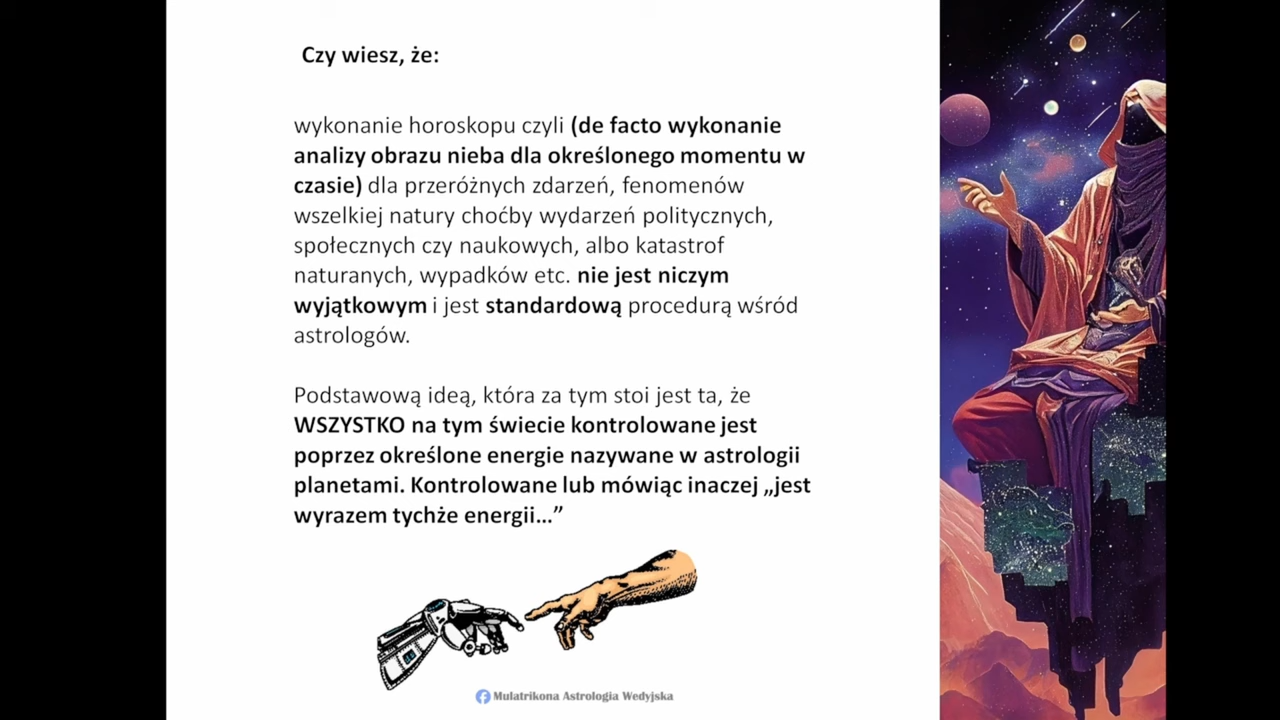 Czy wiesz, że:
wykonanie horoskopu czyli (de facto wykonanie
analizy obrazu nieba dla określonego momentu w
czasie) dla przeróżnych zdarzeń, fenomenów
wszelkiej natury choćby wydarzeń politycznych,
społecznych czy naukowych, albo katastrof
naturanych, wypadków etc. nie jest niczym
wyjątkowym i jest standardową procedurą wśród
astrologów.
Podstawową ideą, która za tym stoi jest ta, że
WSZYSTKO na tym świecie kontrolowane jest
poprzez określone energie nazywane w astrologii
planetami. Kontrolowane lub mówiąc inaczej „jest
wyrazem tychże energii…”
Mulatrikona Astrologia Wedyjska